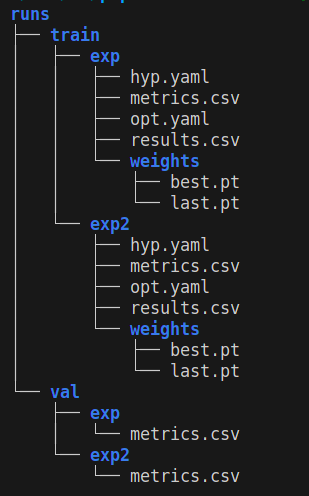 runs
├── train
│   ├── exp
│   │   ├── hyp.yaml
│   │   ├── metrics.csv
│   │   ├── opt.yaml
│   │   ├── results.csv
│   │   └── weights
│   │       ├── best.pt
│   │       └── last.pt
│   └── exp2
│       ├── hyp.yaml
│       ├── metrics.csv
│       ├── opt.yaml
│       ├── results.csv
│       └── weights
│           ├── best.pt
│           └── last.pt
└── val
    ├── exp
    │   └── metrics.csv
    └── exp2
        └── metrics.csv